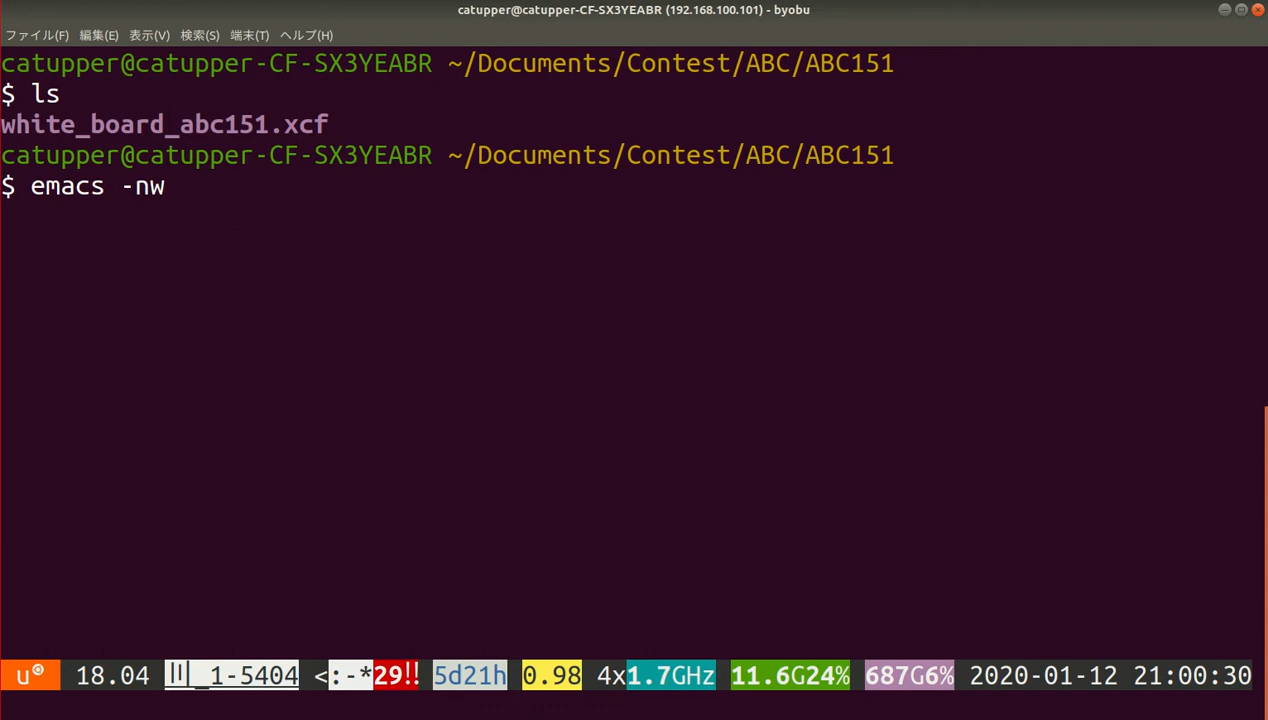 catupper@catupper-CF-SX3YEABR (192.168.100.101) - byobu
ファイル(F) 編集(E) 表示(V) 検索(S) 端末(T) ヘルプ(H)
catupper@catupper-CF-SX3YEABR ~/Documents/Contest/ABC/ABC151
$ ls
white_board_abc151.xcf
catupper@catupper-CF-SX3YEABR ~/Documents/Contest/ABC/ABC151
$ emacs -nw
u 18.04 1-5404 <:-*29!! 5d21h 0.98 4x1.7GHz 11.6G24% 687G6% 2020-01-12 21:00:30